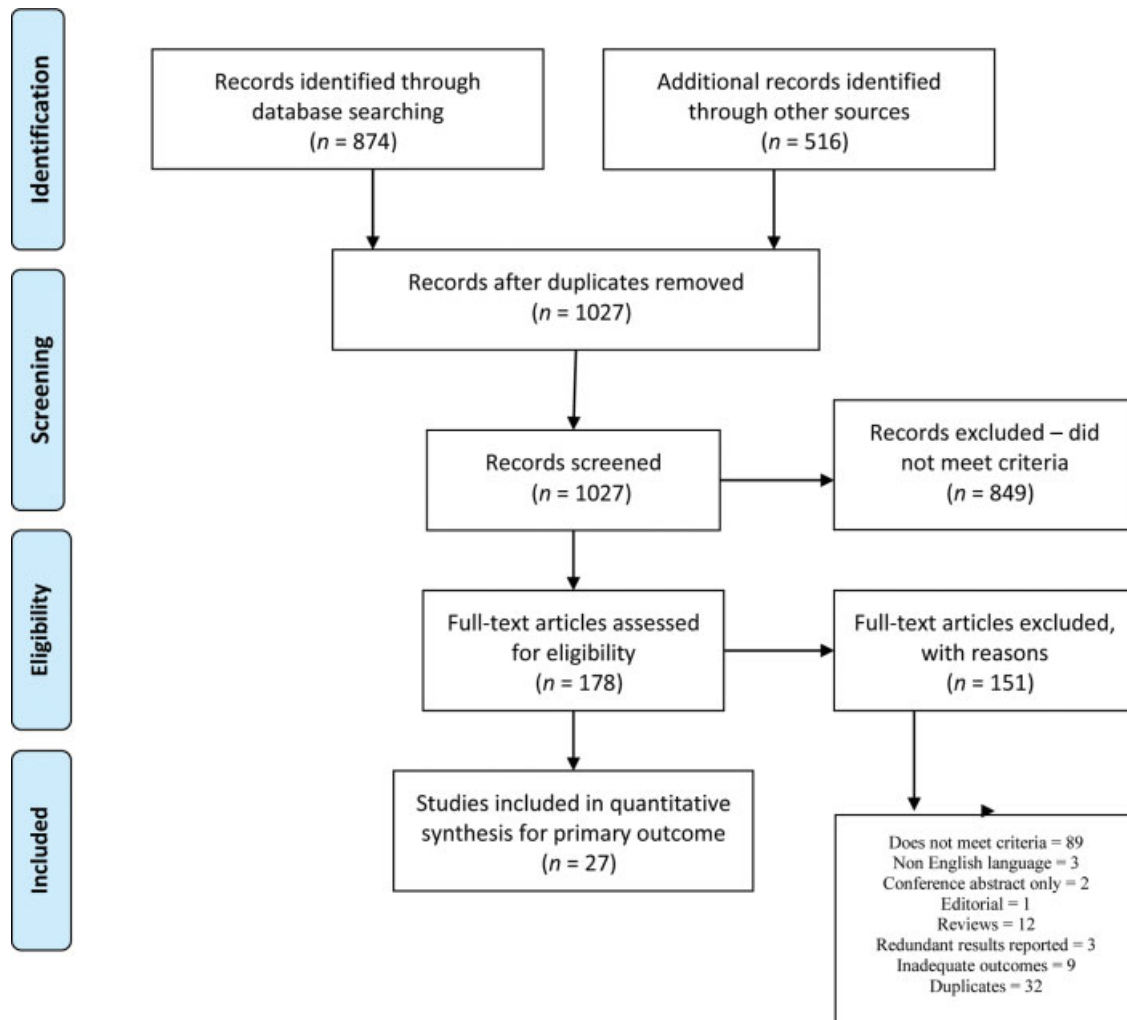 Identification
Records identified through
database searching
(n = 874)
Additional records identified
through other sources
(n = 516)
Screening
Records after duplicates removed
(n = 1027)
Records screened
(n = 1027)
Records excluded – did
not meet criteria
(n = 849)
Eligibility
Full-text articles assessed
for eligibility
(n = 178)
Full-text articles excluded,
with reasons
(n = 151)
Included
Studies included in quantitative
synthesis for primary outcome
(n = 27)
Does not meet criteria = 89
Non English language = 3
Conference abstract only = 2
Editorial = 1
Reviews = 12
Redundant results reported = 3
Inadequate outcomes = 9
Duplicates = 32